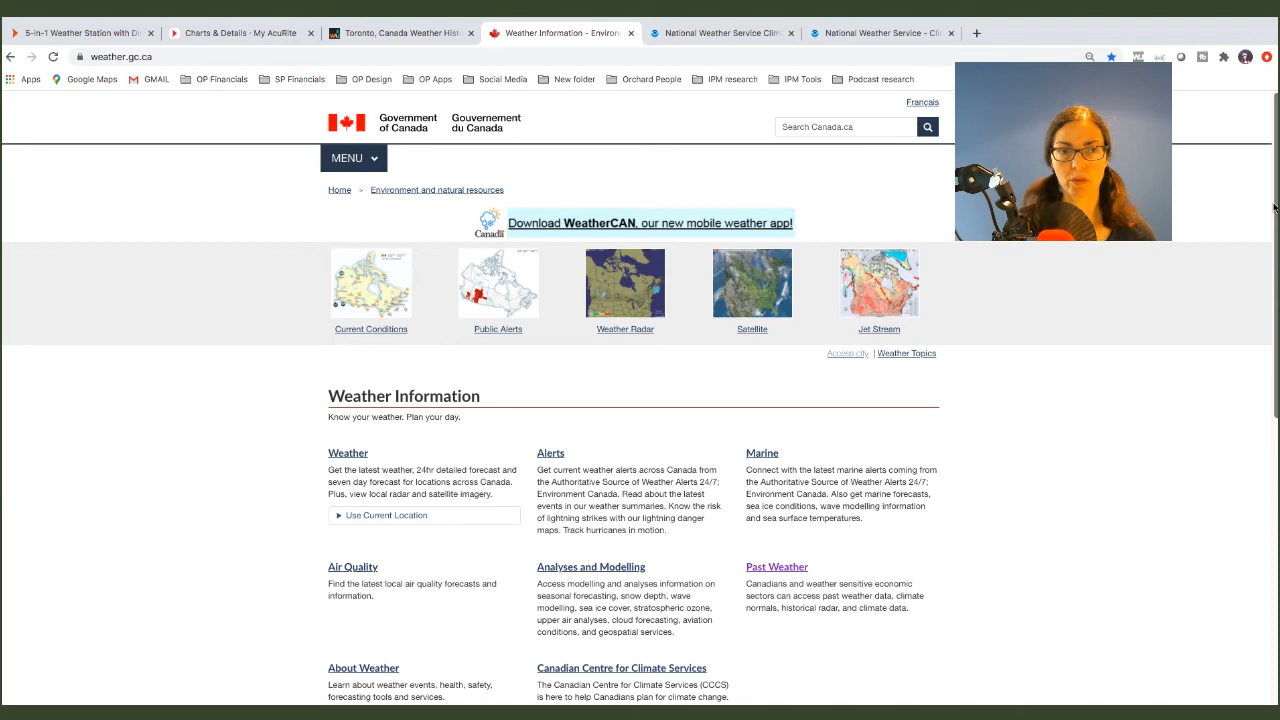 5-in-1 Weather Station with Di
Charts & Details · My AcuRite
Toronto, Canada Weather Hist
Weather Information - Environ
National Weather Service Clim
National Weather Service - Cli
weather.gc.ca
Apps
Google Maps
GMAIL
OP Financials
SP Financials
OP Design
OP Apps
Social Media
New folder
Orchard People
IPM research
IPM Tools
Podcast research
Français
Government
of Canada
Gouvernement
du Canada
Search Canada.ca
MENU
Home > Environment and natural resources
Canada
Download WeatherCAN, our new mobile weather app!
Current Conditions
Public Alerts
Weather Radar
Satellite
Jet Stream
Access city | Weather Topics
Weather Information
Know your weather. Plan your day.
Weather
Get the latest weather, 24hr detailed forecast and
seven day forecast for locations across Canada.
Plus, view local radar and satellite imagery.
Use Current Location
Alerts
Get current weather alerts across Canada from
the Authoritative Source of Weather Alerts 24/7;
Environment Canada. Read about the latest
events in our weather summaries. Know the risk
of lightning strikes with our lightning danger
maps. Track hurricanes in motion.
Marine
Connect with the latest marine alerts coming from
the Authoritative Source of Weather Alerts 24/7;
Environment Canada. Also get marine forecasts,
sea ice conditions, wave modelling information
and sea surface temperatures.
Air Quality
Find the latest local air quality forecasts and
information.
Analyses and Modelling
Access modelling and analyses information on
seasonal forecasting, snow depth, wave
modelling, sea ice cover, stratospheric ozone,
upper air analyses, cloud forecasting, aviation
conditions, and geospatial services.
Past Weather
Canadians and weather sensitive economic
sectors can access past weather data, climate
normals, historical radar, and climate data.
About Weather
Learn about weather events, health, safety,
forecasting tools and services.
Canadian Centre for Climate Services
The Canadian Centre for Climate Services (CCCS)
is here to help Canadians plan for climate change.